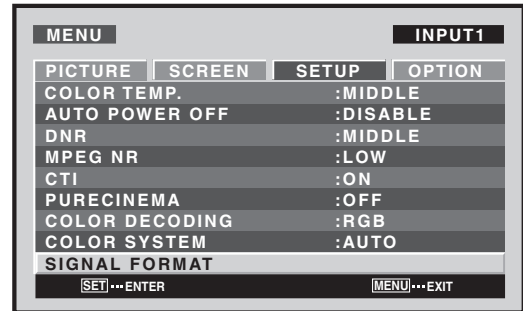 MENU INPUT1
PICTURE SCREEN SETUP OPTION
COLOR TEMP. :MIDDLE
AUTO POWER OFF :DISABLE
DNR :MIDDLE
MPEG NR :LOW
CTI :ON
PURECINEMA :OFF
COLOR DECODING :RGB
COLOR SYSTEM :AUTO
SIGNAL FORMAT
SET ••• ENTER MENU ••• EXIT